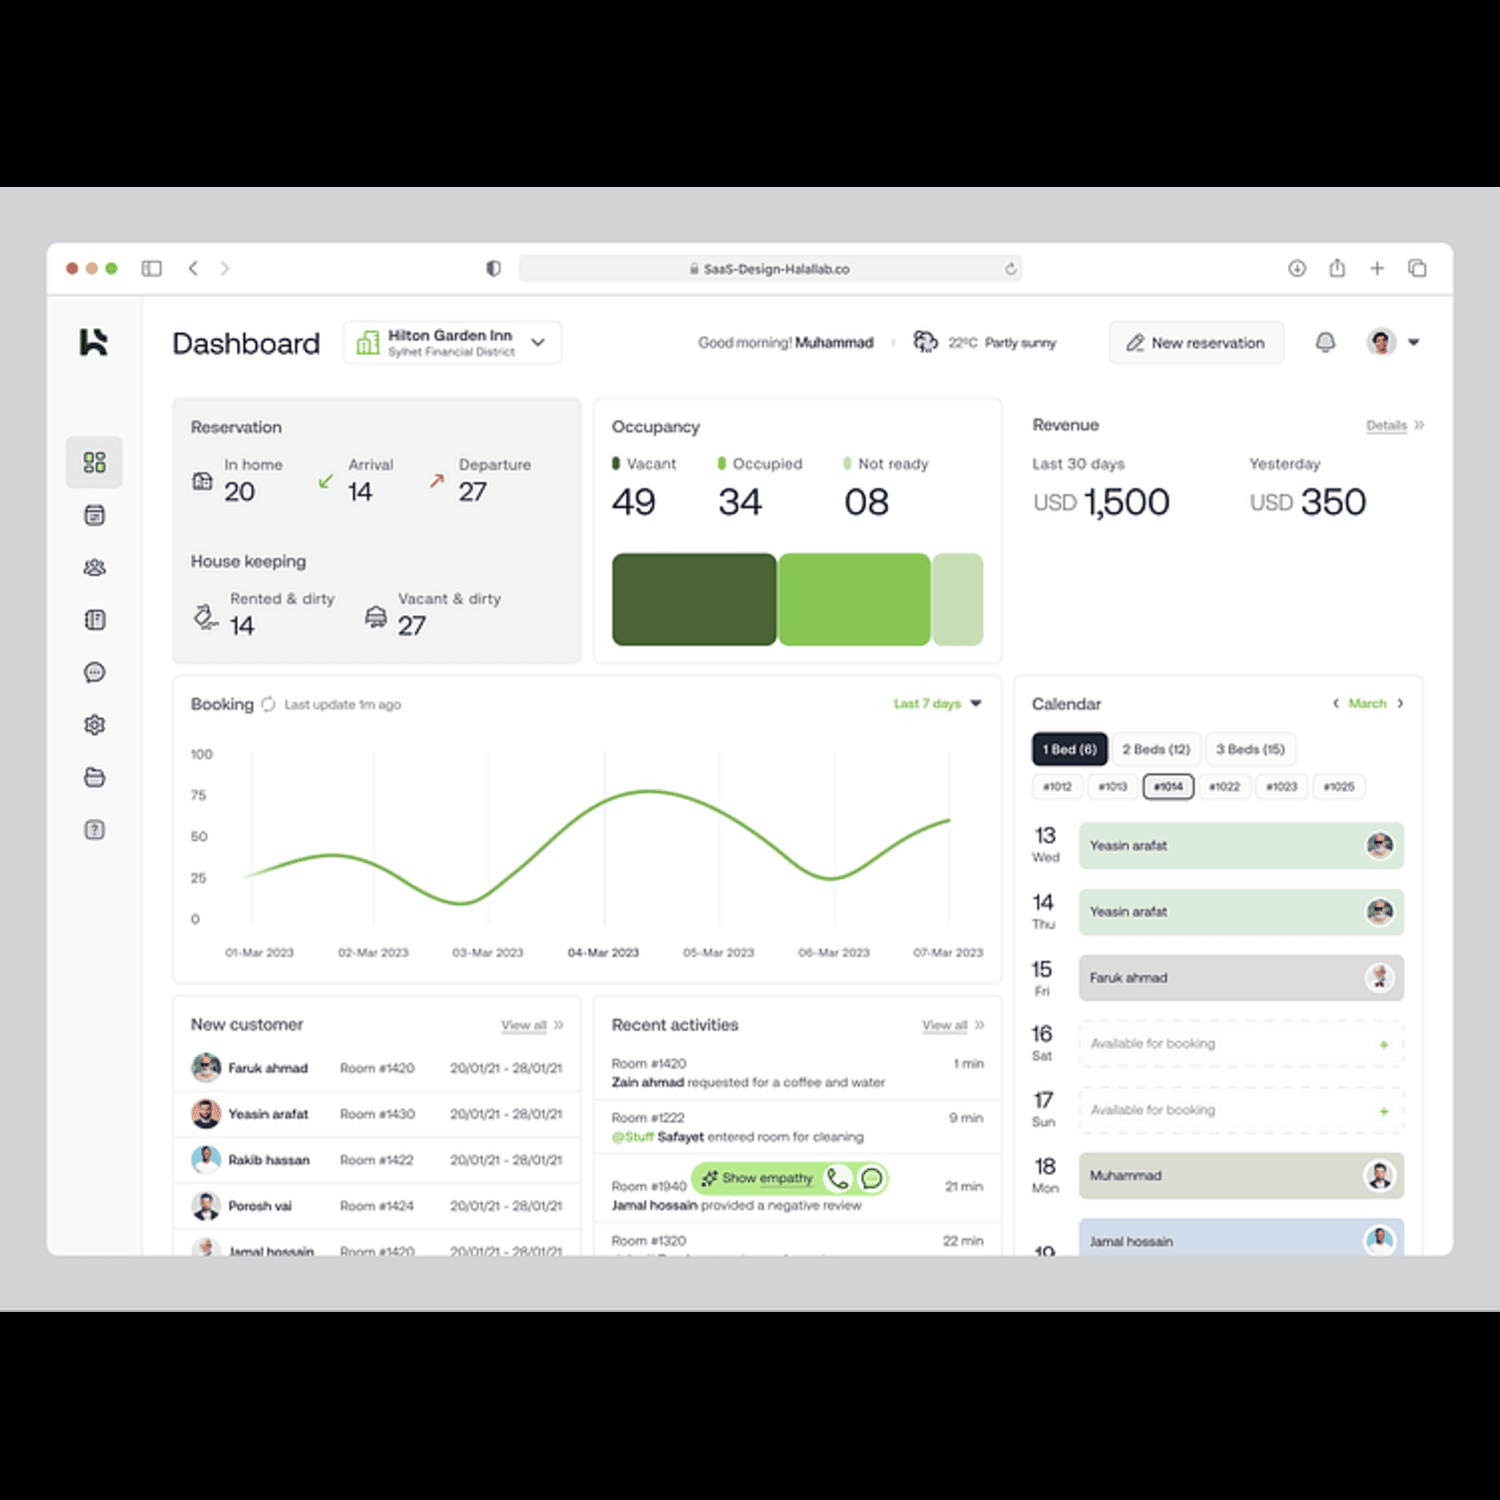 SaaS-Design-Halallab.co
Dashboard
Hilton Garden Inn
Sylhet Financial District
Good morning! Muhammad
22ºC Partly sunny
New reservation
Reservation
In home
20
Arrival
14
Departure
27
House keeping
Rented & dirty
14
Vacant & dirty
27
Occupancy
Vacant
49
Occupied
34
Not ready
08
Revenue
Details
Last 30 days
USD 1,500
Yesterday
USD 350
Booking
Last update 1m ago
Last 7 days
100
75
50
25
0
01-Mar 2023
02-Mar 2023
03-Mar 2023
04-Mar 2023
05-Mar 2023
06-Mar 2023
07-Mar 2023
Calendar
March
1 Bed (6)
2 Beds (12)
3 Beds (15)
#1012
#1013
#1014
#1022
#1023
#1025
13
Wed
Yeasin arafat
14
Thu
Yeasin arafat
15
Fri
Faruk ahmad
16
Sat
Available for booking
17
Sun
Available for booking
18
Mon
Muhammad
19
Jamal hossain
New customer
View all
Faruk ahmad Room #1420 20/01/21 - 28/01/21
Yeasin arafat Room #1430 20/01/21 - 28/01/21
Rakib hassan Room #1422 20/01/21 - 28/01/21
Porosh vai Room #1424 20/01/21 - 28/01/21
Jamal hossain Room #1420 20/01/21 - 28/01/21
Recent activities
View all
Room #1420 1 min
Zain ahmad requested for a coffee and water
Room #1222 9 min
@Stuff Safayet entered room for cleaning
Show empathy
Room #1940 21 min
Jamal hossain provided a negative review
Room #1320 22 min